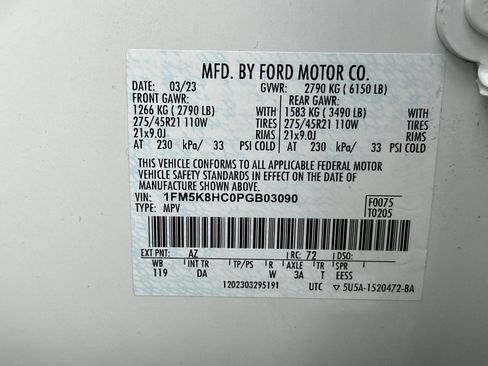 MFD. BY FORD MOTOR CO.
DATE: 03/23 GVWR: 2790 KG ( 6150 LB)
FRONT GAWR: REAR GAWR:
1266 KG ( 2790 LB) WITH 1583 KG ( 3490 LB) WITH
275/45R21 110W TIRES 275/45R21 110W TIRES
21x9.0J RIMS 21x9.0J RIMS
AT 230 kPa/ 33 PSI COLD AT 230 kPa/ 33 PSI COLD
THIS VEHICLE CONFORMS TO ALL APPLICABLE FEDERAL MOTOR
VEHICLE SAFETY STANDARDS IN EFFECT ON THE DATE OF
MANUFACTURE SHOWN ABOVE.
VIN: 1FM5K8HC0PGB03090 F0075
TYPE: MPV T0205
EXT PNT: AZ RC: 72
WB INT TR TP/PS R AXLE TR SPR
119 DA W 3A T EESS
1202303295191 UTC ▽ 5U5A-1520472-BA